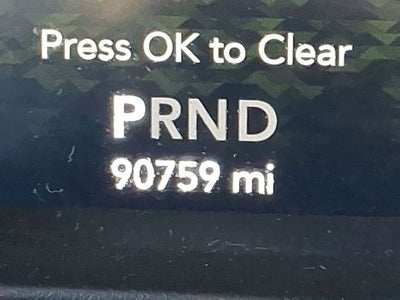 Press OK to Clear
PRND
90759 mi